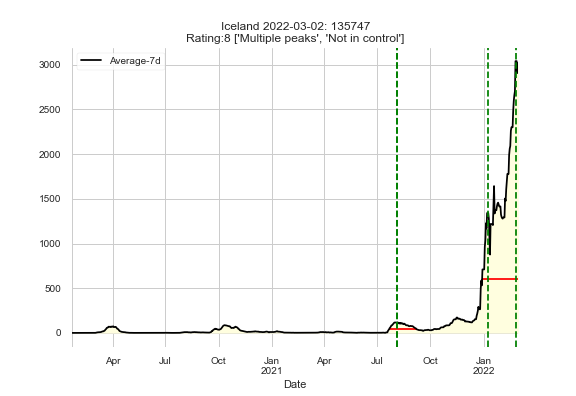 Iceland 2022-03-02: 135747
Rating:8 ['Multiple peaks', 'Not in control']
Average-7d
3000
2500
2000
1500
1000
500
0
Apr Jul Oct Jan Apr Jul Oct Jan
2021 2022
Date